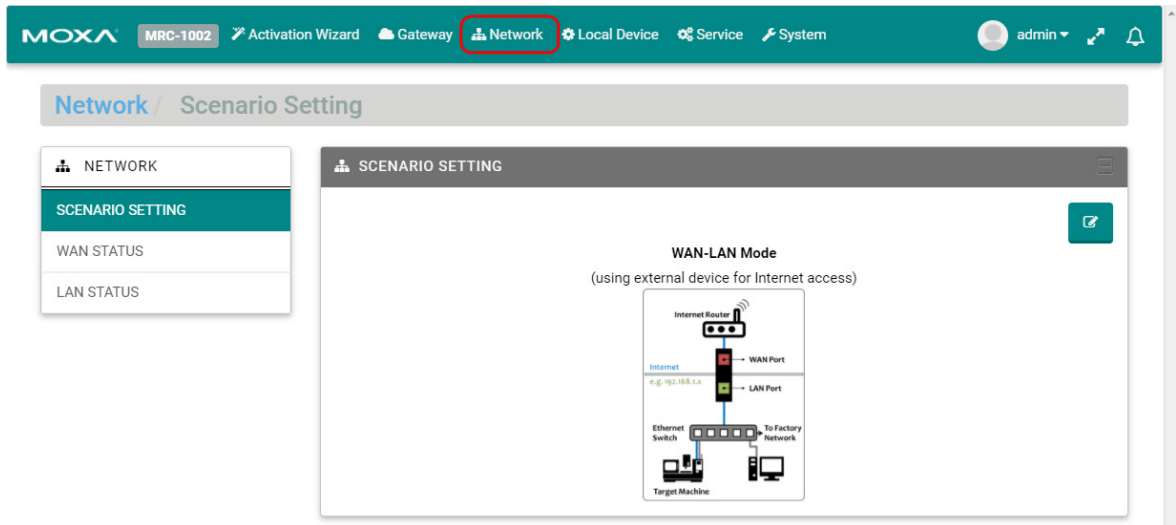 MOXA MRC-1002 Activation Wizard Gateway Network Local Device Service System admin
Network / Scenario Setting
NETWORK
SCENARIO SETTING
WAN STATUS
LAN STATUS
SCENARIO SETTING
WAN-LAN Mode
(using external device for Internet access)
Internet Router
WAN Port
Internet
e.g. 192.168.1.x
LAN Port
Ethernet
Switch
To Factory
Network
Target Machine